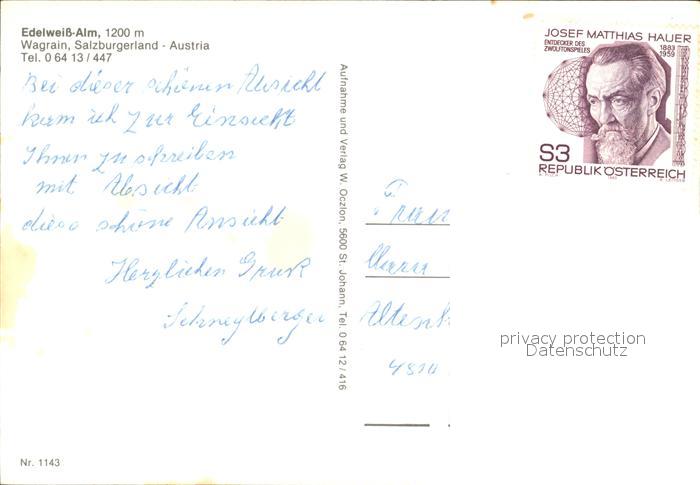 Edelweiß-Alm, 1200 m
Wagrain, Salzburgerland - Austria
Tel. 0 64 13 / 447
Bei dieser schönen Ansicht
kam ich zur Einsicht
Ihnen zu schreiben
mit Absicht
diese schöne Ansicht
Herzlichen Gruß
Aufnahme und Verlag W. Oczlon, 5600 St. Johann, Tel. 0 64 12 / 416
JOSEF MATTHIAS HAUER
ENTDECKER DES
ZWÖLFTONSPIELES
1883
1959
S3
REPUBLIK ÖSTERREICH
Frau
4810
privacy protection
Datenschutz
Nr. 1143